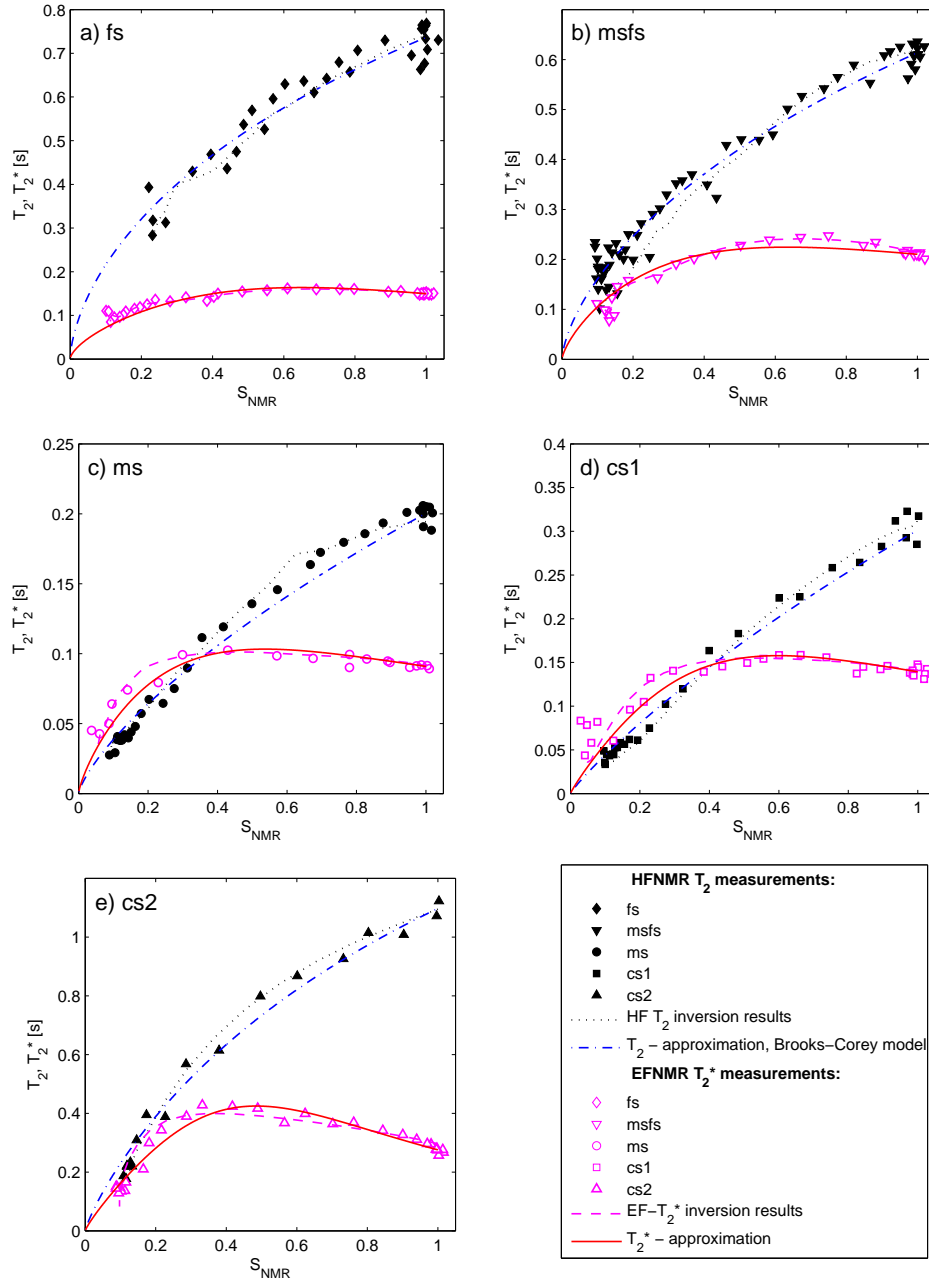 a) fs
0.8
0.7
0.6
0.5
0.4
0.3
0.2
0.1
0
T2, T2* [s]
0 0.2 0.4 0.6 0.8 1
SNMR
b) msfs
0.6
0.5
0.4
0.3
0.2
0.1
0
T2, T2* [s]
0 0.2 0.4 0.6 0.8 1
SNMR
c) ms
0.25
0.2
0.15
0.1
0.05
0
T2, T2* [s]
0 0.2 0.4 0.6 0.8 1
SNMR
d) cs1
0.4
0.35
0.3
0.25
0.2
0.15
0.1
0.05
0
T2, T2* [s]
0 0.2 0.4 0.6 0.8 1
SNMR
e) cs2
1
0.8
0.6
0.4
0.2
0
T2, T2* [s]
0 0.2 0.4 0.6 0.8 1
SNMR
HFNMR T2 measurements:
fs
msfs
ms
cs1
cs2
HF T2 inversion results
T2 − approximation, Brooks−Corey model
EFNMR T2* measurements:
fs
msfs
ms
cs1
cs2
EF−T2* inversion results
T2* − approximation